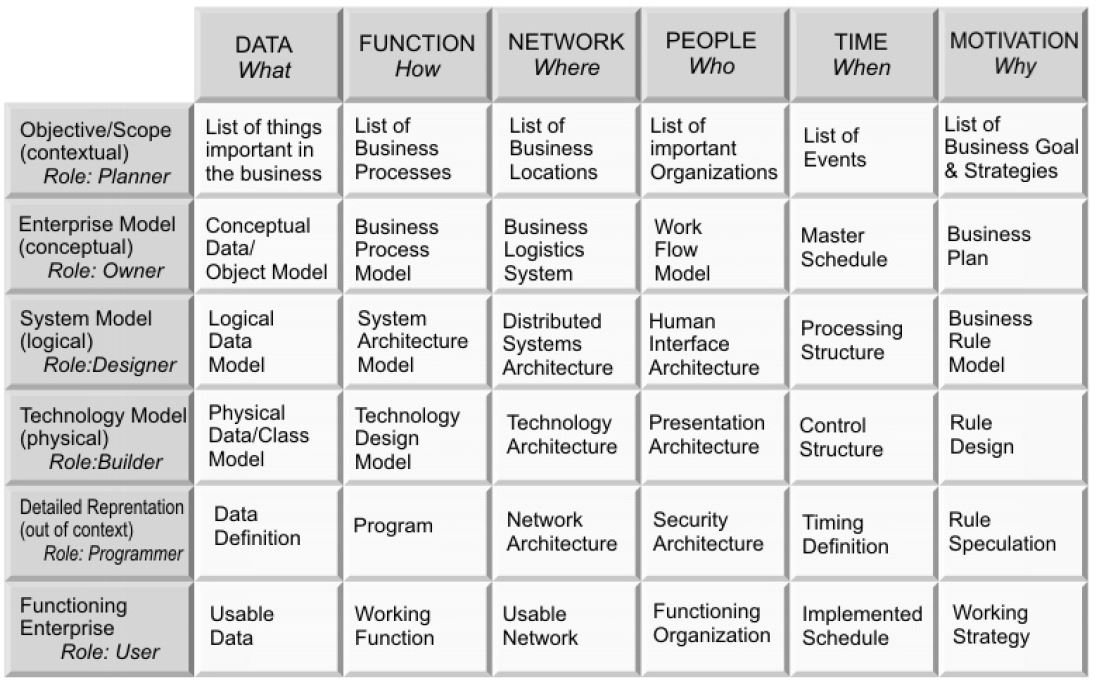 DATA
What
FUNCTION
How
NETWORK
Where
PEOPLE
Who
TIME
When
MOTIVATION
Why
Objective/Scope
(contextual)
Role: Planner
List of things
important in
the business
List of
Business
Processes
List of
Business
Locations
List of
important
Organizations
List of
Events
List of
Business Goal
& Strategies
Enterprise Model
(conceptual)
Role: Owner
Conceptual
Data/
Object Model
Business
Process
Model
Business
Logistics
System
Work
Flow
Model
Master
Schedule
Business
Plan
System Model
(logical)
Role:Designer
Logical
Data
Model
System
Architecture
Model
Distributed
Systems
Architecture
Human
Interface
Architecture
Processing
Structure
Business
Rule
Model
Technology Model
(physical)
Role:Builder
Physical
Data/Class
Model
Technology
Design
Model
Technology
Architecture
Presentation
Architecture
Control
Structure
Rule
Design
Detailed Reprentation
(out of context)
Role: Programmer
Data
Definition
Program
Network
Architecture
Security
Architecture
Timing
Definition
Rule
Speculation
Functioning
Enterprise
Role: User
Usable
Data
Working
Function
Usable
Network
Functioning
Organization
Implemented
Schedule
Working
Strategy